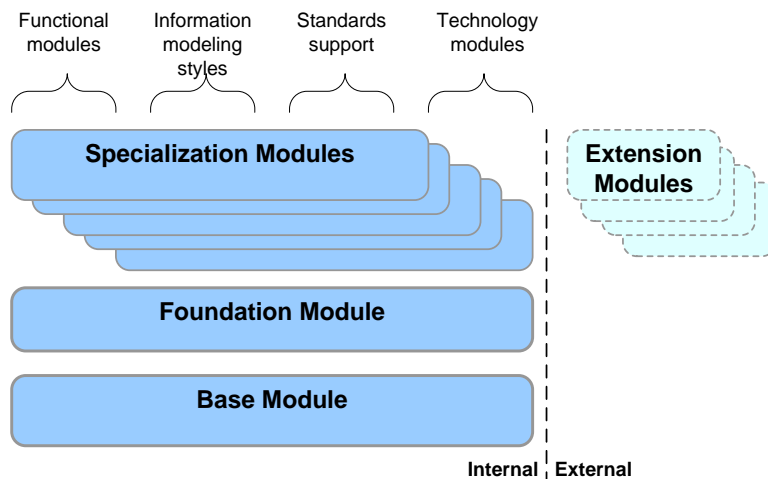 Functional
modules
Information
modeling
styles
Standards
support
Technology
modules
Specialization Modules
Extension
Modules
Foundation Module
Base Module
Internal
External